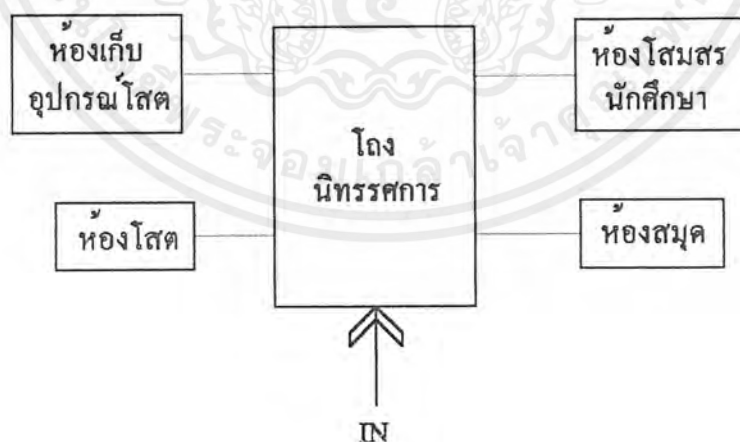 ห้องเก็บ
อุปกรณ์โสต
โถง
นิทรรศการ
ห้องโสมสร
นักศึกษา
ห้องโสต
ห้องสมุด
IN